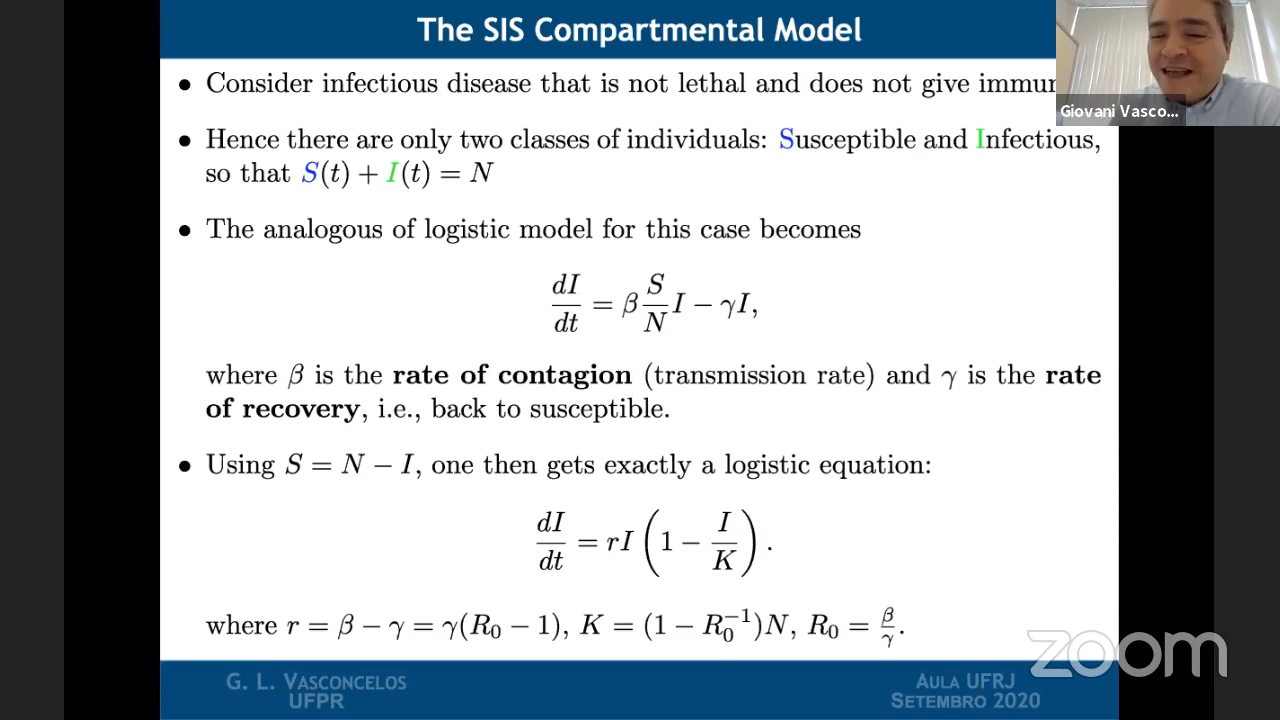 The SIS Compartmental Model
• Consider infectious disease that is not lethal and does not give immu
Giovani Vasco...
• Hence there are only two classes of individuals: Susceptible and Infectious,
so that S(t) + I(t) = N
• The analogous of logistic model for this case becomes
dI/dt = β S/N I − γI,
where β is the rate of contagion (transmission rate) and γ is the rate
of recovery, i.e., back to susceptible.
• Using S = N − I, one then gets exactly a logistic equation:
dI/dt = rI (1 − I/K).
where r = β − γ = γ(R₀ − 1), K = (1 − R₀⁻¹)N, R₀ = β/γ.
zoom
G. L. Vasconcelos
UFPR
Aula UFRJ
Setembro 2020